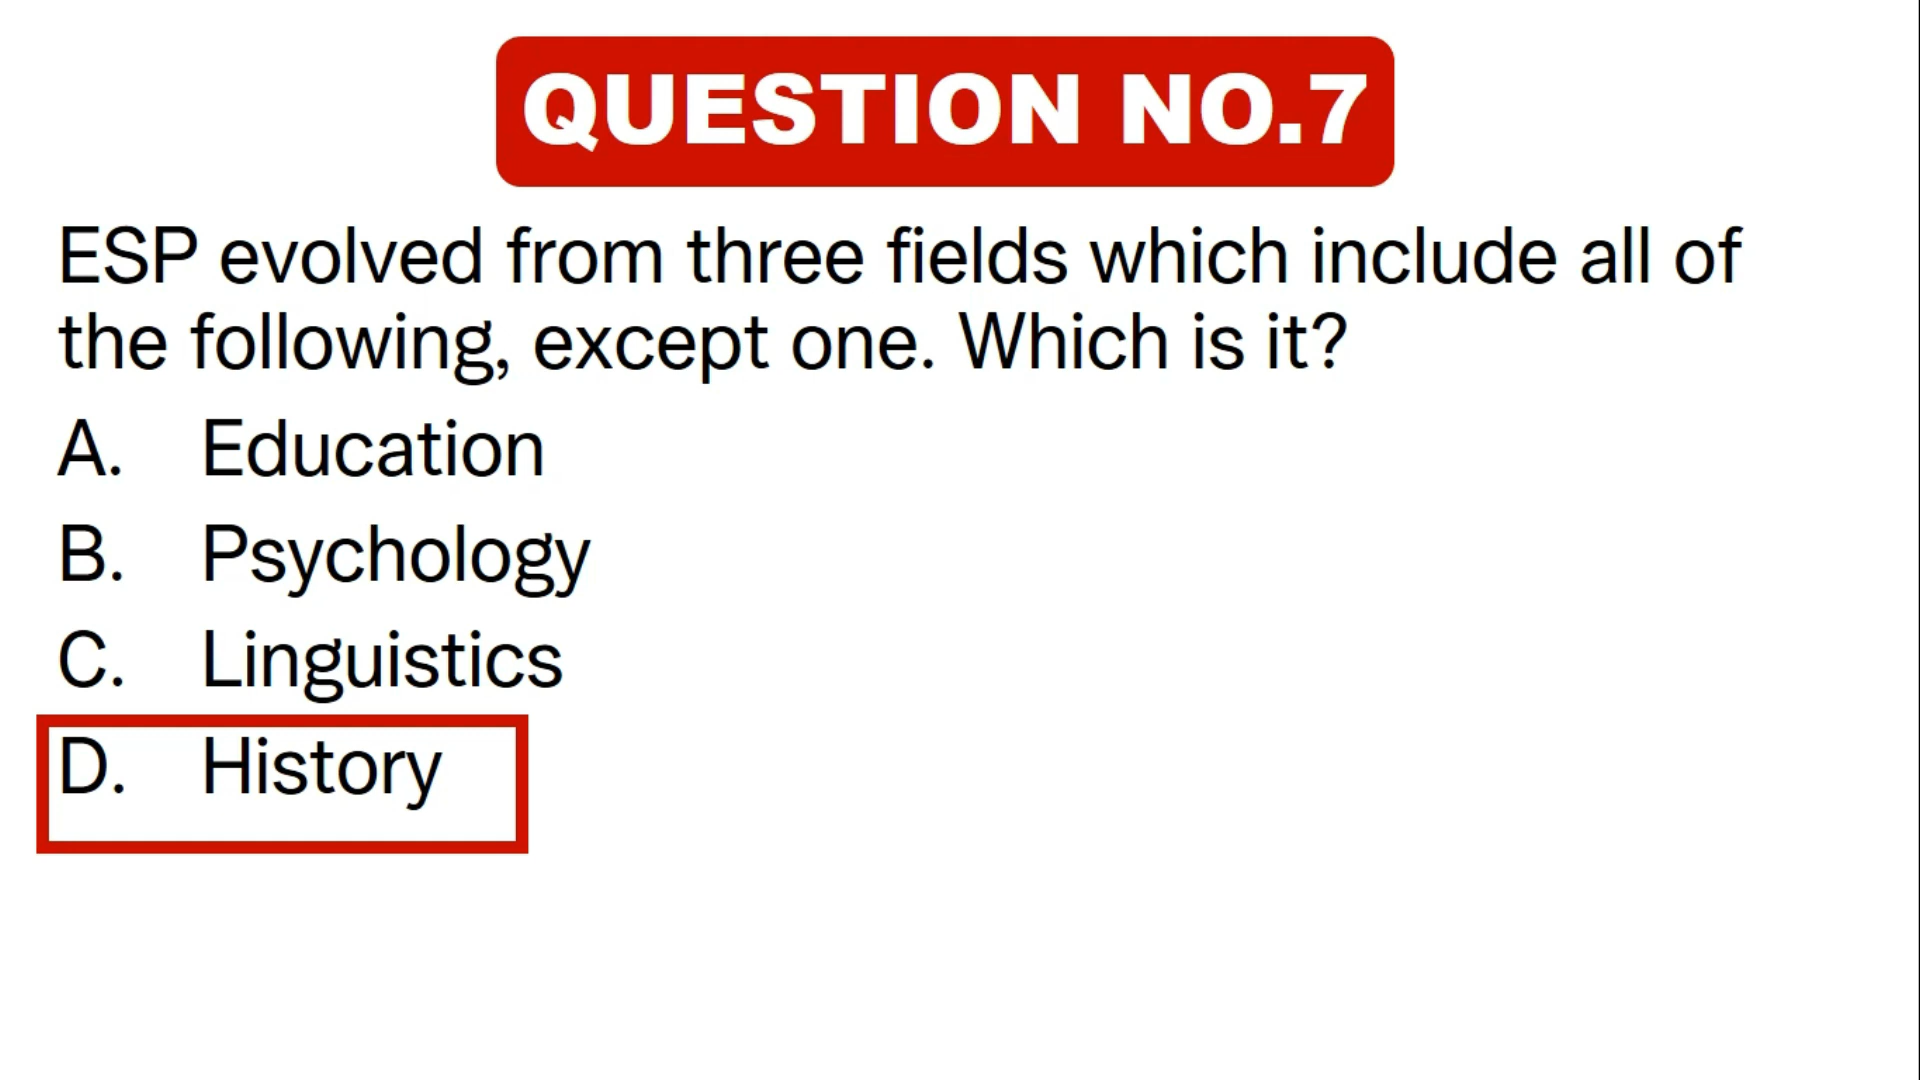 QUESTION NO.7
ESP evolved from three fields which include all of
the following, except one. Which is it?
A. Education
B. Psychology
C. Linguistics
D. History